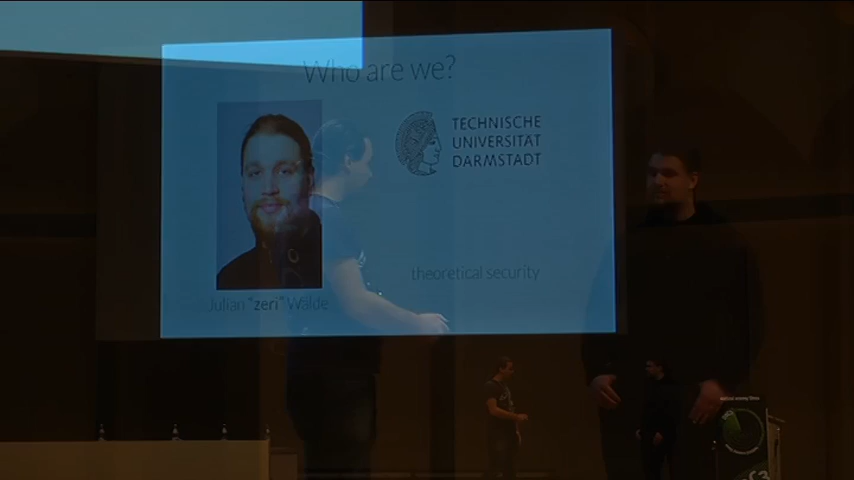 Who are we?
TECHNISCHE
UNIVERSITÄT
DARMSTADT
theoretical security
Julian "zeri" Wälde